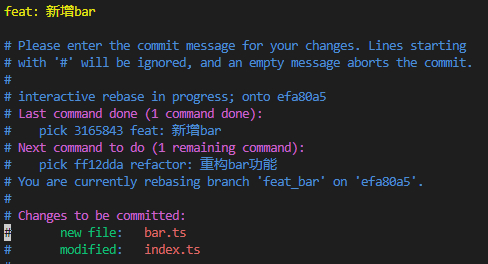 feat: 新增bar
# Please enter the commit message for your changes. Lines starting
# with '#' will be ignored, and an empty message aborts the commit.
#
# interactive rebase in progress; onto efa80a5
# Last command done (1 command done):
#    pick 3165843 feat: 新增bar
# Next command to do (1 remaining command):
#    pick ff12dda refactor: 重构bar功能
# You are currently rebasing branch 'feat_bar' on 'efa80a5'.
#
# Changes to be committed:
#       new file:   bar.ts
#       modified:   index.ts
#